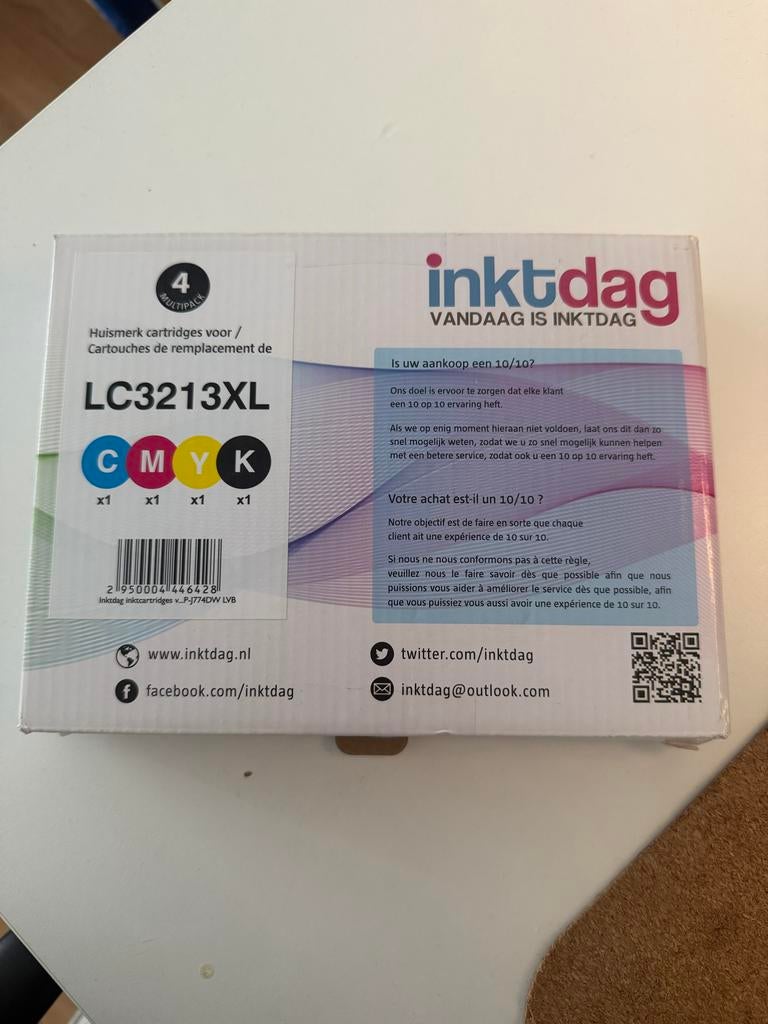 4
MULTIPACK
Huismerk cartridges voor /
Cartouches de remplacement de
LC3213XL
C M Y K
x1 x1 x1 x1
2 950004 446428
Inktdag inktcartridges v...P-J774DW LVB
inktdag
VANDAAG IS INKTDAG
Is uw aankoop een 10/10?
Ons doel is ervoor te zorgen dat elke klant
een 10 op 10 ervaring heft.
Als we op enig moment hieraan niet voldoen, laat ons dit dan zo
snel mogelijk weten, zodat we u zo snel mogelijk kunnen helpen
met een betere service, zodat ook u een 10 op 10 ervaring heft.
Votre achat est-il un 10/10 ?
Notre objectif est de faire en sorte que chaque
client ait une expérience de 10 sur 10.
Si nous ne nous conformons pas à cette règle,
veuillez nous le faire savoir dès que possible afin que nous
puissions vous aider à améliorer le service dès que possible, afin
que vous puissiez vous aussi avoir une expérience de 10 sur 10.
www.inktdag.nl
facebook.com/inktdag
twitter.com/inktdag
inktdag@outlook.com